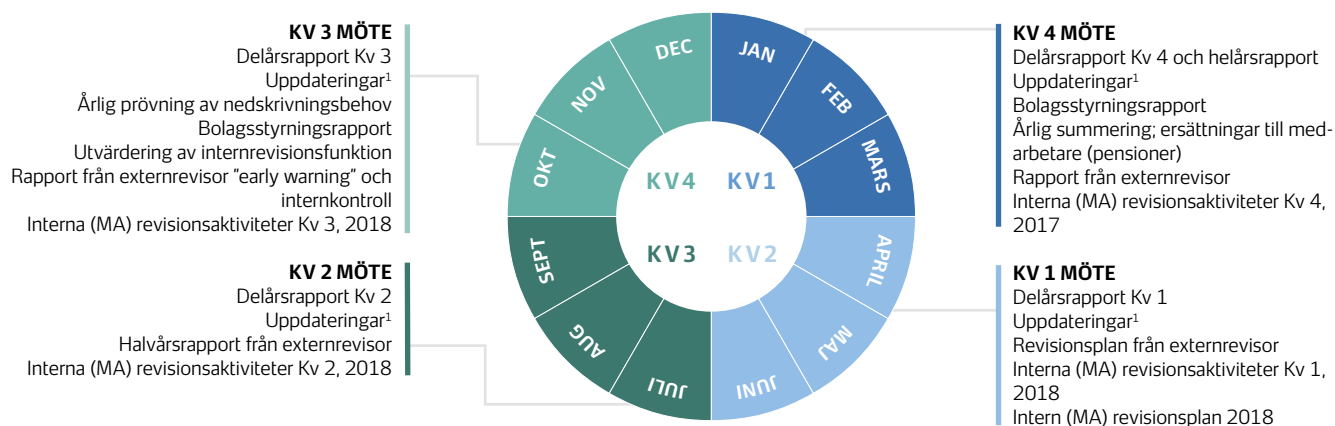 KV 3 MÖTE
Delårsrapport Kv 3
Uppdateringar¹
Årlig prövning av nedskrivningsbehov
Bolagsstyrningsrapport
Utvärdering av internrevisionsfunktion
Rapport från externrevisor ”early warning” och
internkontroll
Interna (MA) revisionsaktiviteter Kv 3, 2018
KV 2 MÖTE
Delårsrapport Kv 2
Uppdateringar¹
Halvårsrapport från externrevisor
Interna (MA) revisionsaktiviteter Kv 2, 2018
JAN
FEB
MARS
APRIL
MAJ
JUNI
JULI
AUG
SEPT
OKT
NOV
DEC
KV4
KV1
KV3
KV2
KV 4 MÖTE
Delårsrapport Kv 4 och helårsrapport
Uppdateringar¹
Bolagsstyrningsrapport
Årlig summering; ersättningar till med-
arbetare (pensioner)
Rapport från externrevisor
Interna (MA) revisionsaktiviteter Kv 4,
2017
KV 1 MÖTE
Delårsrapport Kv 1
Uppdateringar¹
Revisionsplan från externrevisor
Interna (MA) revisionsaktiviteter Kv 1,
2018
Intern (MA) revisionsplan 2018